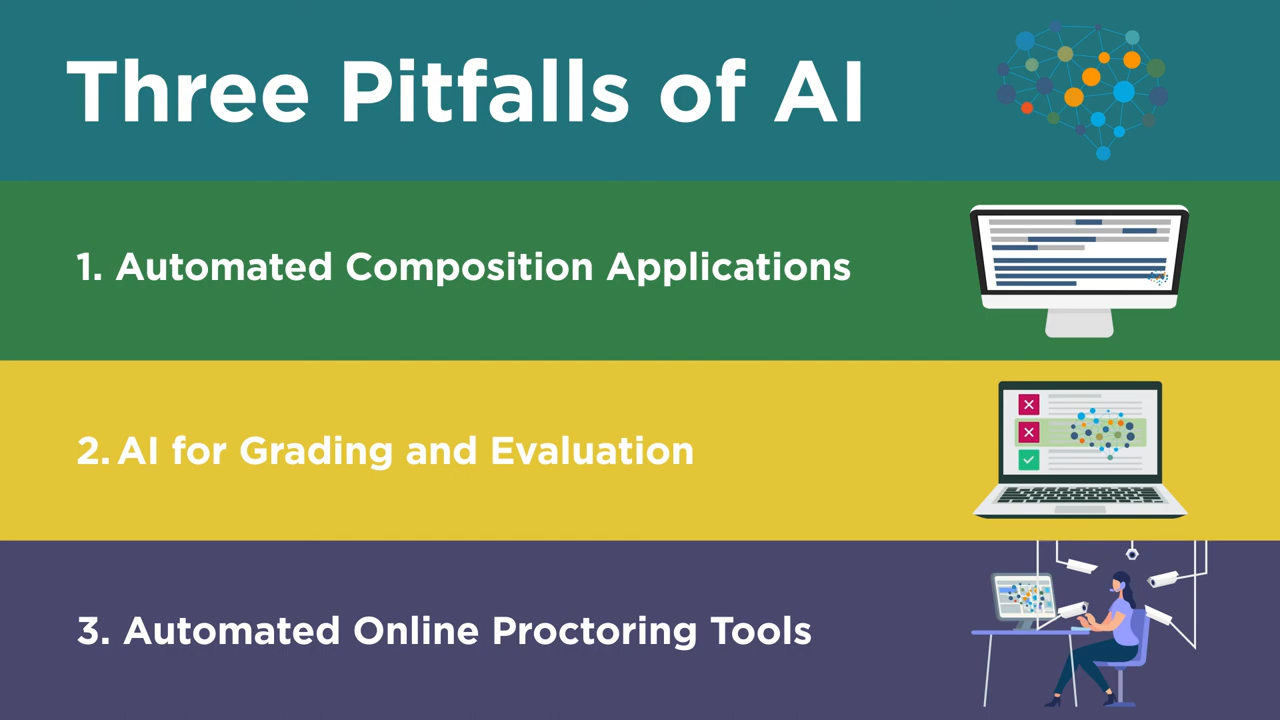 Three Pitfalls of AI
1. Automated Composition Applications
2. AI for Grading and Evaluation
3. Automated Online Proctoring Tools